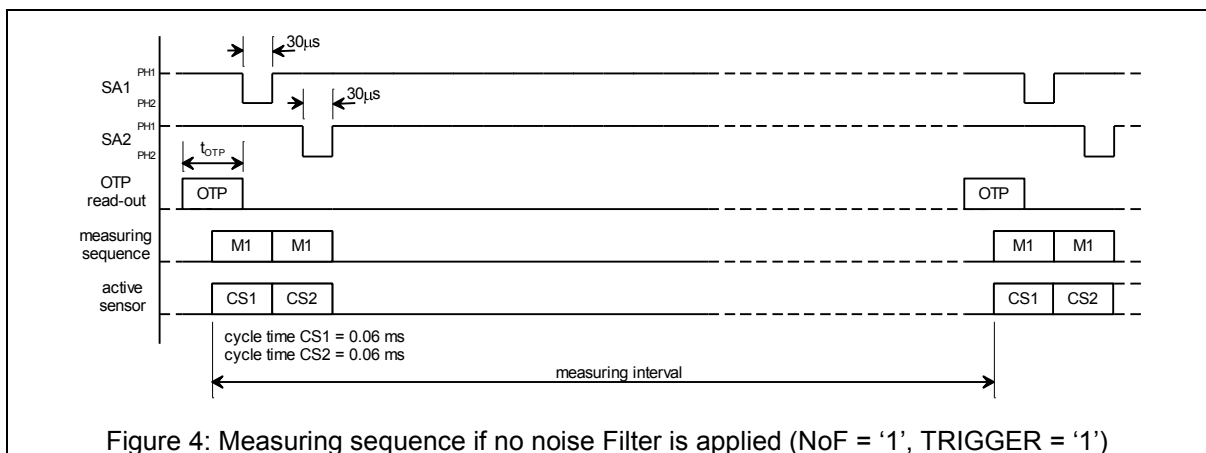 30μs
PH1
SA1
PH2
30μs
PH1
SA2
PH2
tOTP
OTP
read-out
OTP
OTP
measuring
sequence
M1 M1
M1 M1
active
sensor
CS1 CS2
CS1 CS2
cycle time CS1 = 0.06 ms
cycle time CS2 = 0.06 ms
measuring interval
Figure 4: Measuring sequence if no noise Filter is applied (NoF = ‘1’, TRIGGER = ‘1’)